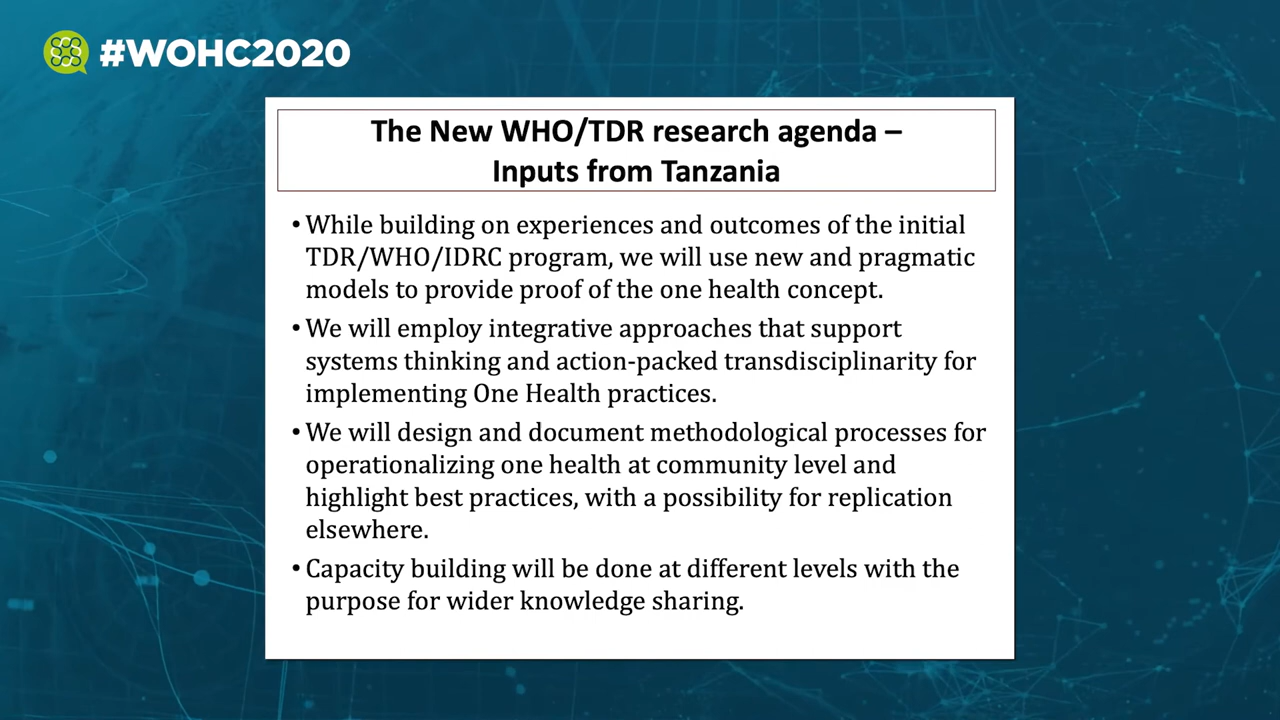 #WOHC2020
The New WHO/TDR research agenda –
Inputs from Tanzania
• While building on experiences and outcomes of the initial
TDR/WHO/IDRC program, we will use new and pragmatic
models to provide proof of the one health concept.
• We will employ integrative approaches that support
systems thinking and action-packed transdisciplinarity for
implementing One Health practices.
• We will design and document methodological processes for
operationalizing one health at community level and
highlight best practices, with a possibility for replication
elsewhere.
• Capacity building will be done at different levels with the
purpose for wider knowledge sharing.